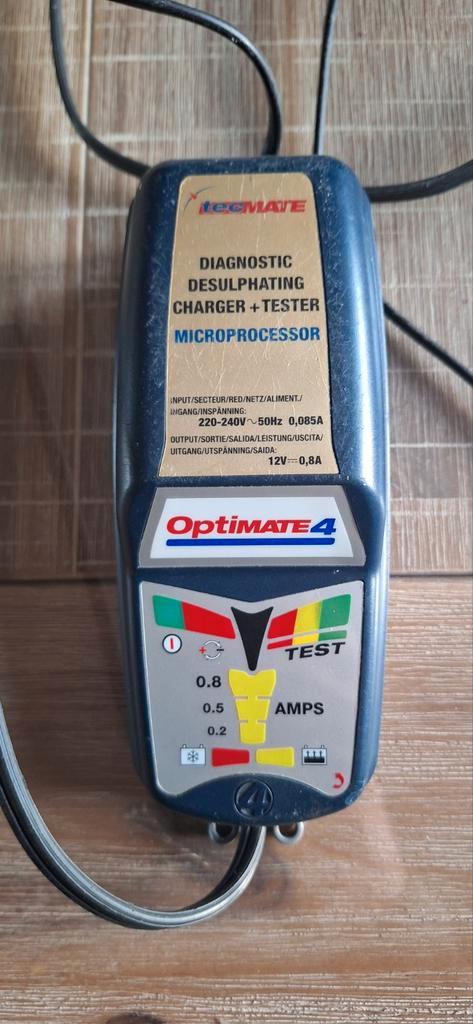 tecMATE
DIAGNOSTIC
DESULPHATING
CHARGER + TESTER
MICROPROCESSOR
INPUT/SECTEUR/RED/NETZ/ALIMENT./
INGANG/INSPÄNNING:
220-240V~50Hz 0,085A
OUTPUT/SORTIE/SALIDA/LEISTUNG/USCITA/
UITGANG/UTSPÄNNING/SAIDA:
12V⎓0,8A
OptiMATE4
TEST
0.8
0.5 AMPS
0.2
4